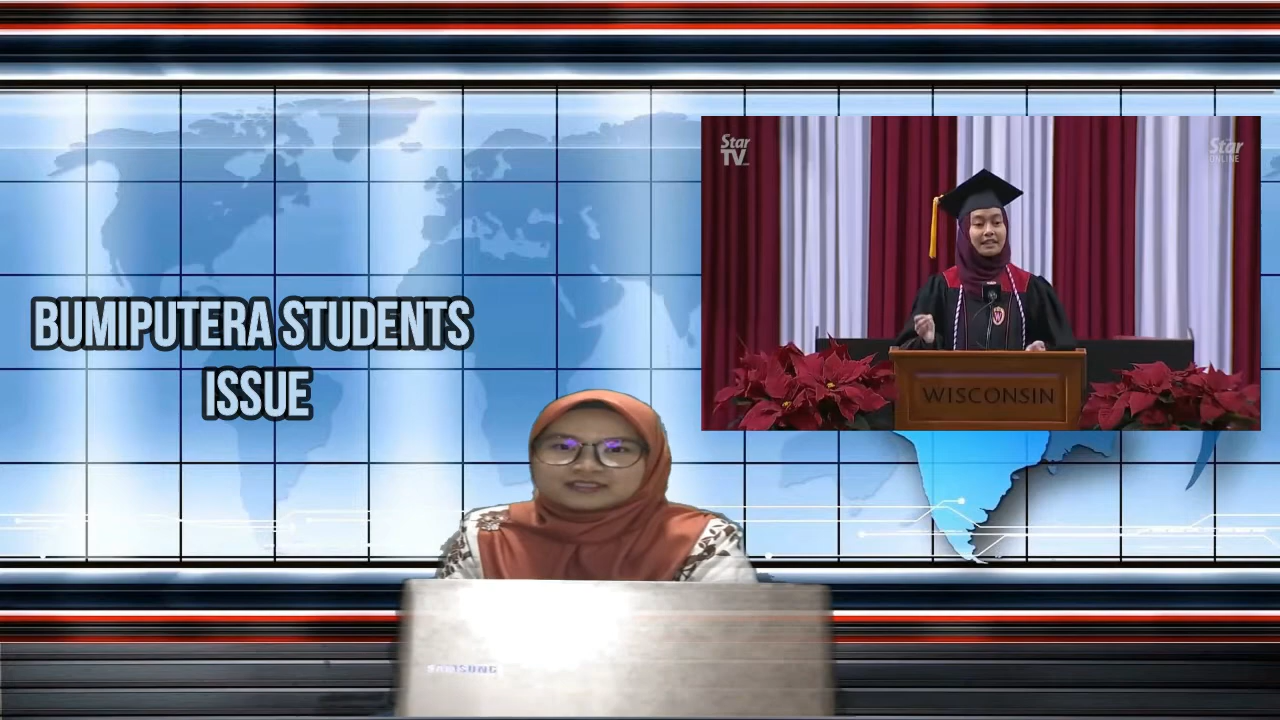 BUMIPUTERA STUDENTS
ISSUE
Star
TV
Star
ONLINE
WISCONSIN
SAMSUNG